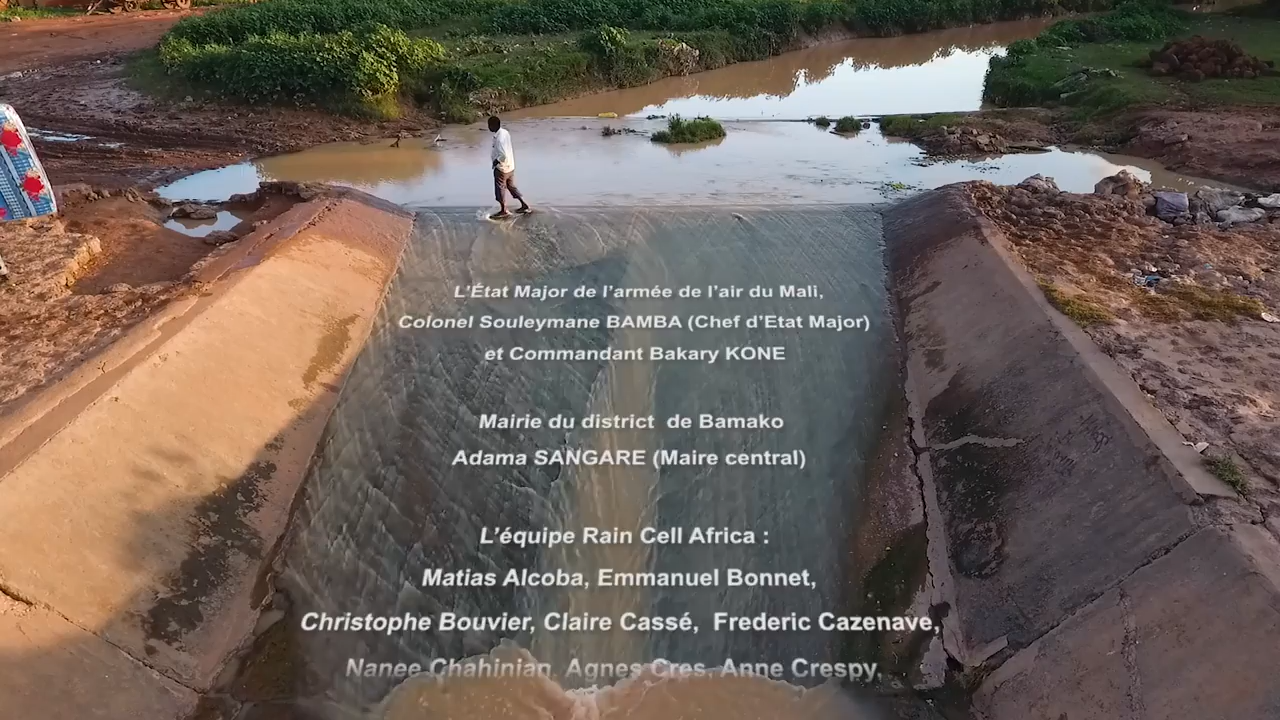 L'État Major de l'armée de l'air du Mali,
Colonel Souleymane BAMBA (Chef d'Etat Major)
et Commandant Bakary KONE
Mairie du district de Bamako
Adama SANGARE (Maire central)
L'équipe Rain Cell Africa :
Matias Alcoba, Emmanuel Bonnet,
Christophe Bouvier, Claire Cassé, Frederic Cazenave,
Nanee Chahinian, Agnes Cres, Anne Crespy,